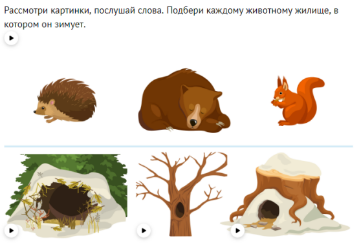 Рассмотри картинки, послушай слова. Подбери каждому животному жилище, в
котором он зимует.